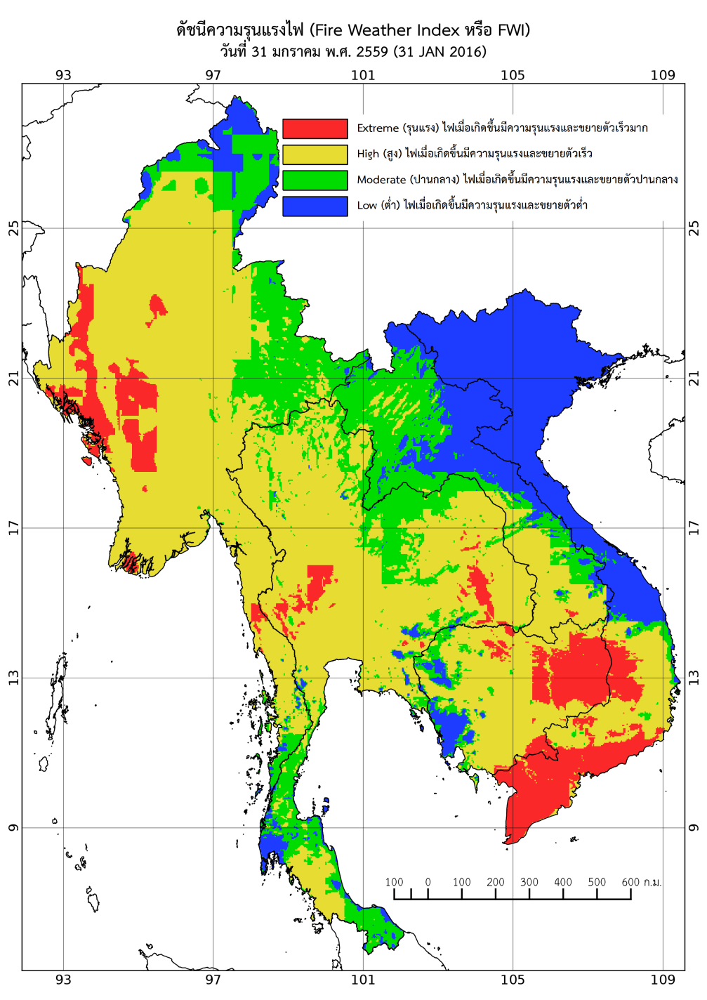 ดัชนีความรุนแรงไฟ (Fire Weather Index หรือ FWI)
วันที่ 31 มกราคม พ.ศ. 2559 (31 JAN 2016)
93 97 101 105 109
Extreme (รุนแรง) ไฟเมื่อเกิดขึ้นมีความรุนแรงและขยายตัวเร็วมาก
High (สูง) ไฟเมื่อเกิดขึ้นมีความรุนแรงและขยายตัวเร็ว
Moderate (ปานกลาง) ไฟเมื่อเกิดขึ้นมีความรุนแรงและขยายตัวปานกลาง
Low (ต่ำ) ไฟเมื่อเกิดขึ้นมีความรุนแรงและขยายตัวต่ำ
25 25
21 21
17 17
13 13
9 9
100 0 100 200 300 400 500 600 ก.ม.
93 97 101 105 109